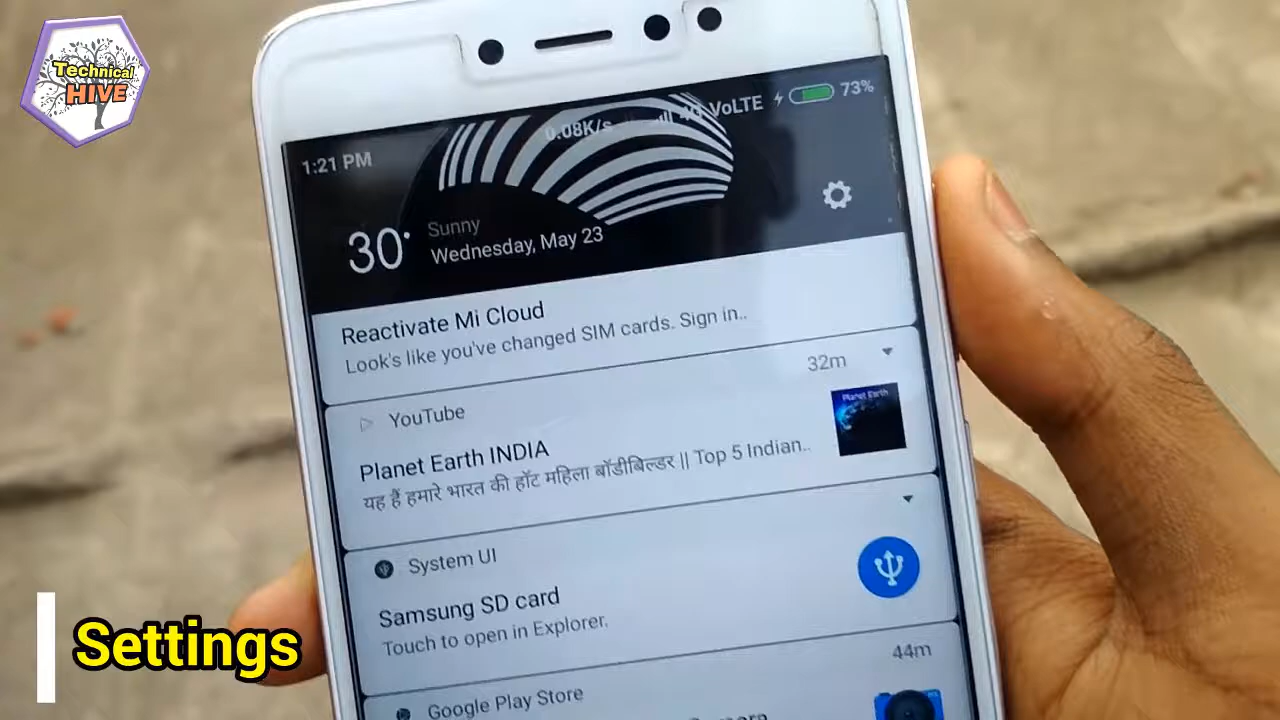 Technical
HIVE
1:21 PM
0.08K/s
4G VoLTE
73%
30°
Sunny
Wednesday, May 23
Reactivate Mi Cloud
Look's like you've changed SIM cards. Sign in..
32m
YouTube
Planet Earth
Planet Earth INDIA
यह हैं हमारे भारत की हॉट महिला बॉडीबिल्डर || Top 5 Indian..
System UI
Samsung SD card
Touch to open in Explorer.
44m
Google Play Store
Settings